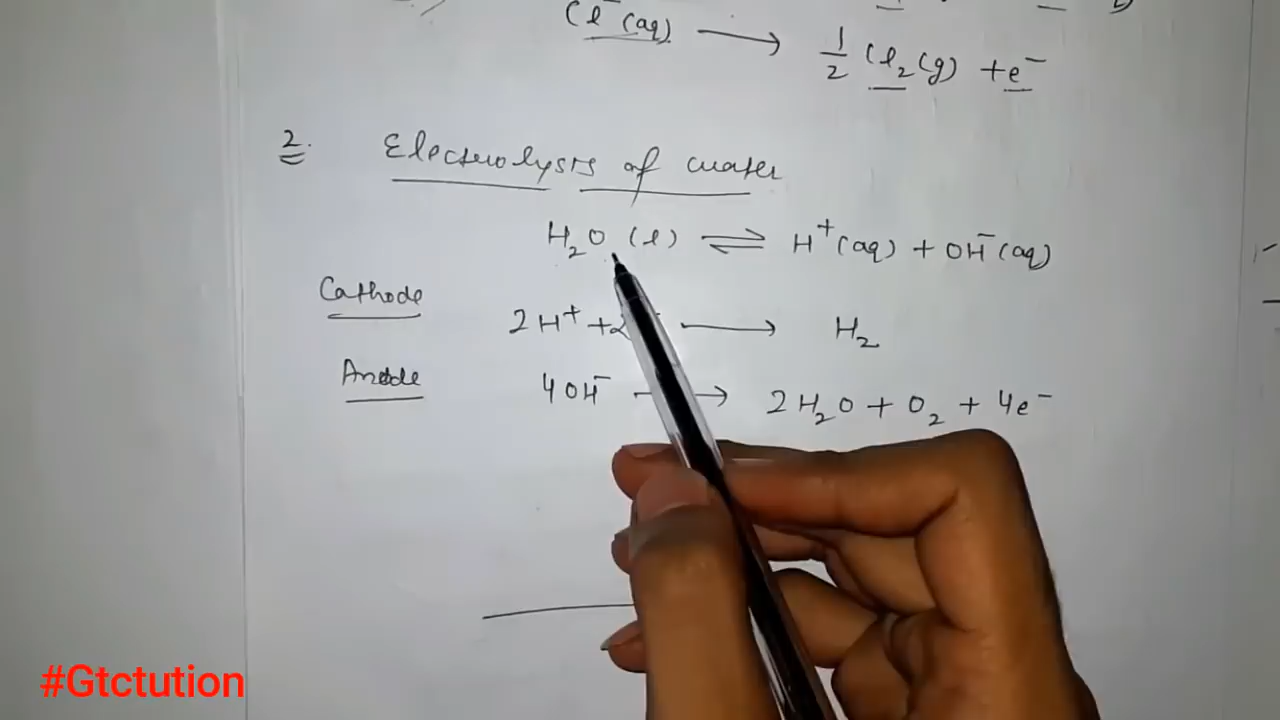 Cl⁻(aq) ⟶ 1/2 Cl₂(g) + e⁻
2. Electrolysis of water
H₂O (l) ⇌ H⁺(aq) + OH⁻(aq)
Cathode 2H⁺ + 2 ⟶ H₂
Anode 4OH⁻ ⟶ 2H₂O + O₂ + 4e⁻
#Gtctution